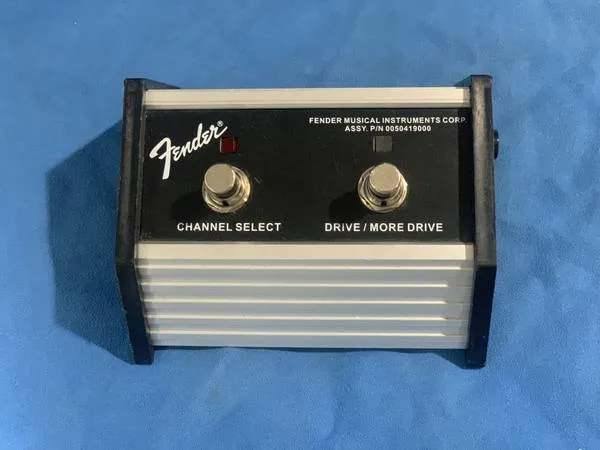 Fender®
FENDER MUSICAL INSTRUMENTS CORP.
ASSY. P/N 0050419000
CHANNEL SELECT
DRIVE / MORE DRIVE